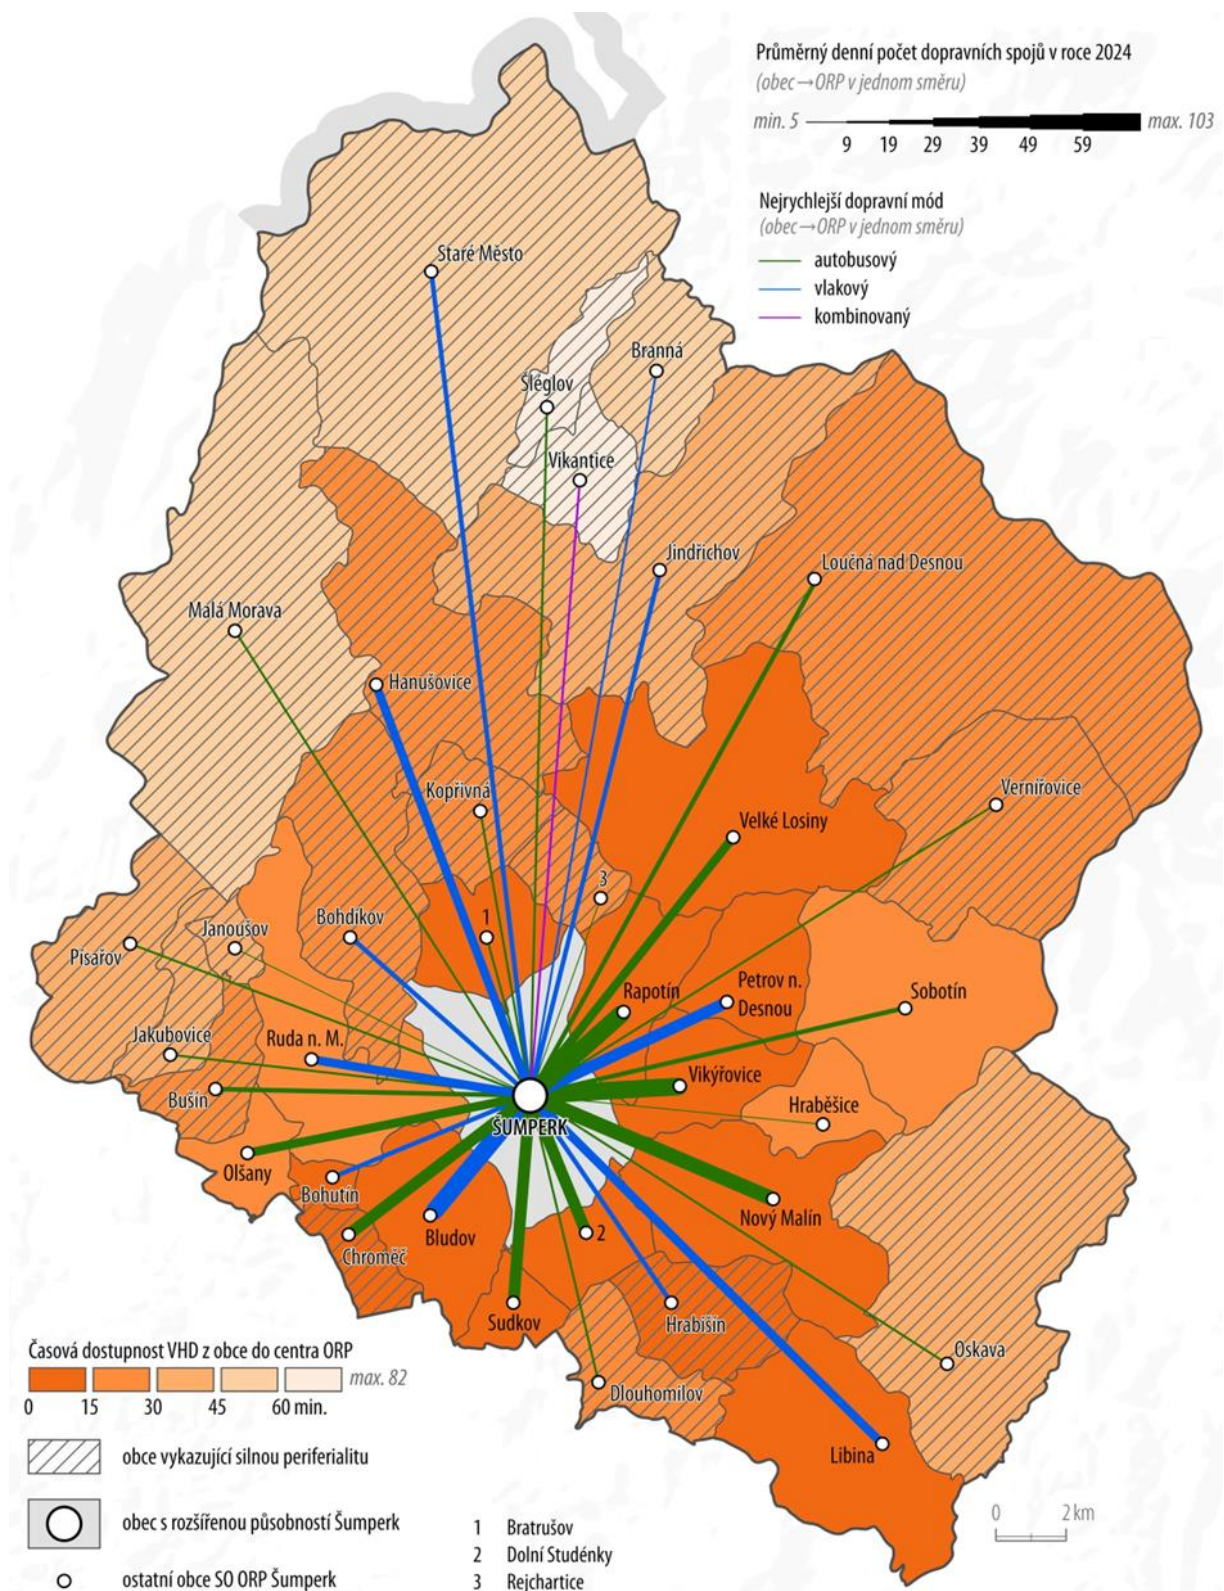 Průměrný denní počet dopravních spojů v roce 2024
(obec→ORP v jednom směru)
min. 5
max. 103
9 19 29 39 49 59
Nejrychlejší dopravní mód
(obec→ORP v jednom směru)
autobusový
vlakový
kombinovaný
Staré Město
Branná
Šléglov
Vikantice
Jindřichov
Loučná nad Desnou
Malá Morava
Hanušovice
Kopřivná
Vernířovice
Velké Losiny
3
1
Bohdíkov
Janoušov
Písařov
Rapotín
Petrov n.
Desnou
Sobotín
Jakubovice
Ruda n. M.
Bušín
Vikýřovice
Hraběšice
ŠUMPERK
Olšany
Bohutín
Bludov
Chromeč
2
Nový Malín
Sudkov
Hrabišín
Oskava
Dlouhomilov
Libina
Časová dostupnost VHD z obce do centra ORP
max. 82
0 15 30 45 60 min.
obce vykazující silnou periferialitu
obec s rozšířenou působností Šumperk
ostatní obce SO ORP Šumperk
1 Bratrušov
2 Dolní Studénky
3 Rejchartice
0 2 km